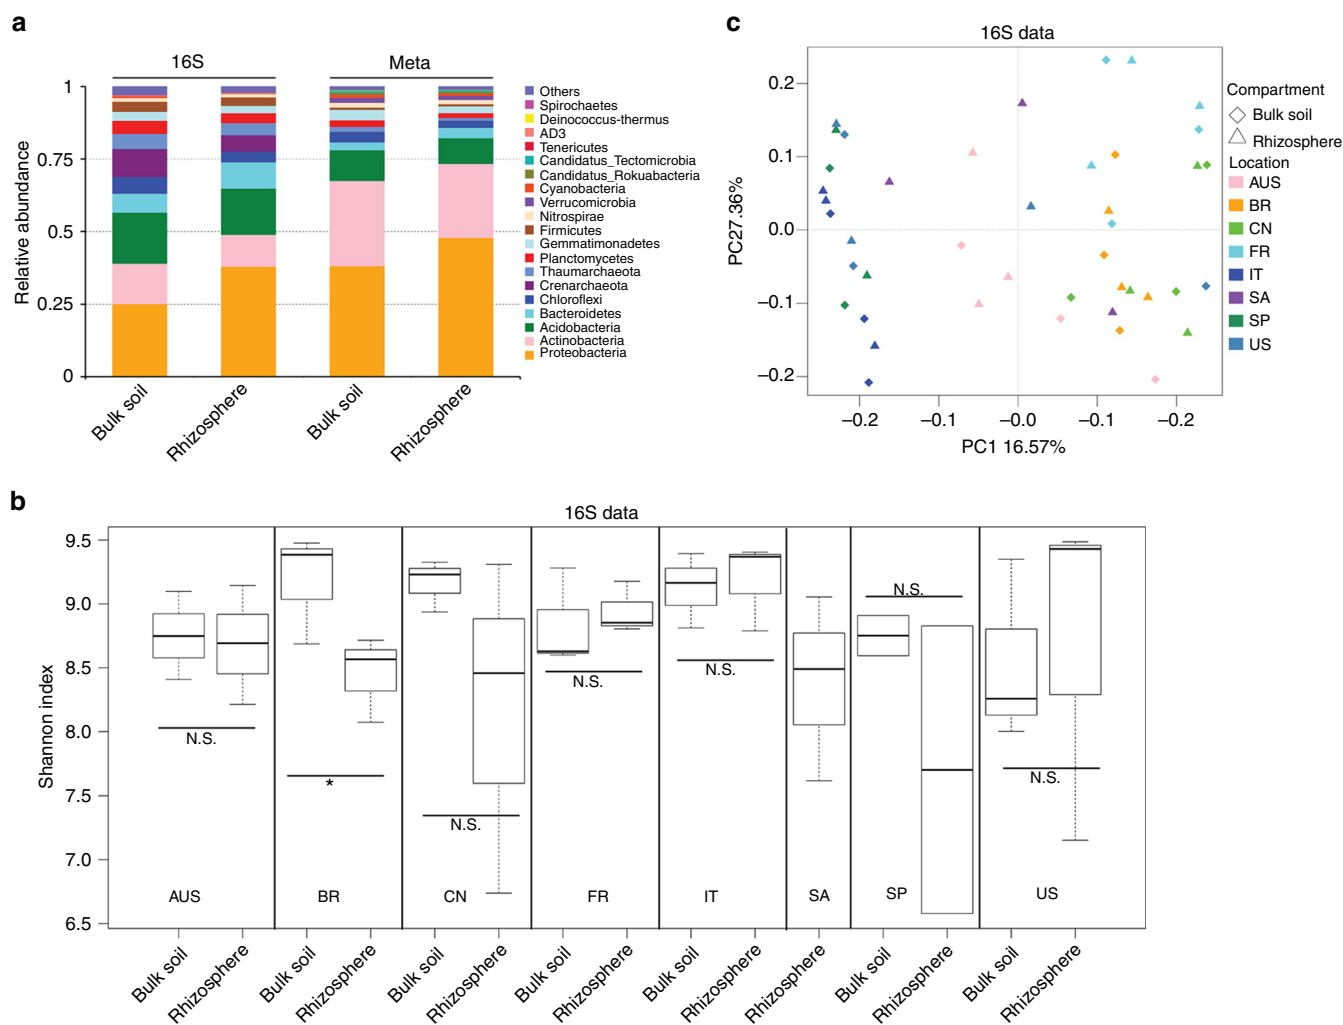 a
16S
Meta
1
0.75
0.5
0.25
0
Relative abundance
Bulk soil
Rhizosphere
Bulk soil
Rhizosphere
Others
Spirochaetes
Deinococcus-thermus
AD3
Tenericutes
Candidatus_Tectomicrobia
Candidatus_Rokuabacteria
Cyanobacteria
Verrucomicrobia
Nitrospirae
Firmicutes
Gemmatimonadetes
Planctomycetes
Thaumarchaeota
Crenarchaeota
Chloroflexi
Bacteroidetes
Acidobacteria
Actinobacteria
Proteobacteria
c
16S data
0.2
0.1
0.0
−0.1
−0.2
PC27.36%
−0.2
−0.1
−0.0
−0.1
−0.2
PC1 16.57%
Compartment
Bulk soil
Rhizosphere
Location
AUS
BR
CN
FR
IT
SA
SP
US
b
16S data
9.5
9.0
8.5
8.0
7.5
7.0
6.5
Shannon index
N.S.
*
N.S.
N.S.
N.S.
N.S.
N.S.
AUS
BR
CN
FR
IT
SA
SP
US
Bulk soil
Rhizosphere
Bulk soil
Rhizosphere
Bulk soil
Rhizosphere
Bulk soil
Rhizosphere
Bulk soil
Rhizosphere
Rhizosphere
Bulk soil
Rhizosphere
Bulk soil
Rhizosphere